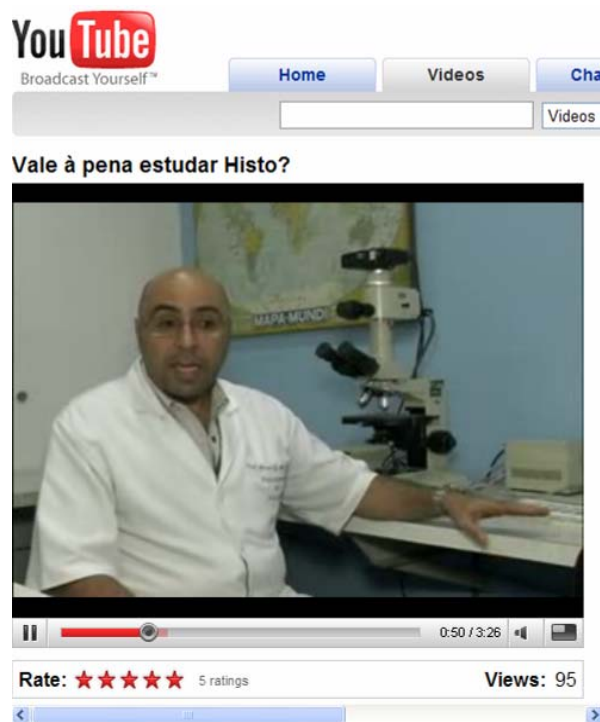 You Tube
Broadcast Yourself™
Home Videos Cha
Videos
Vale à pena estudar Histo?
MAPA-MUNDI
0:50 / 3:26
Rate: 5 ratings Views: 95